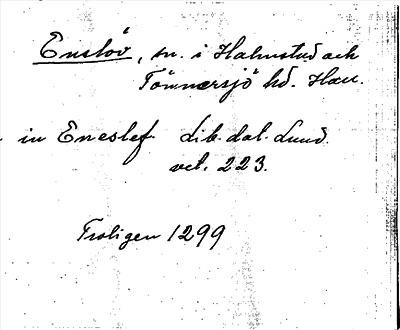 Enslöv, sn. i Halmstad och
Tönnersjö hd. Hall.
in Eneslef Lib. dat. Lund.
vet. 223.
Troligen 1299